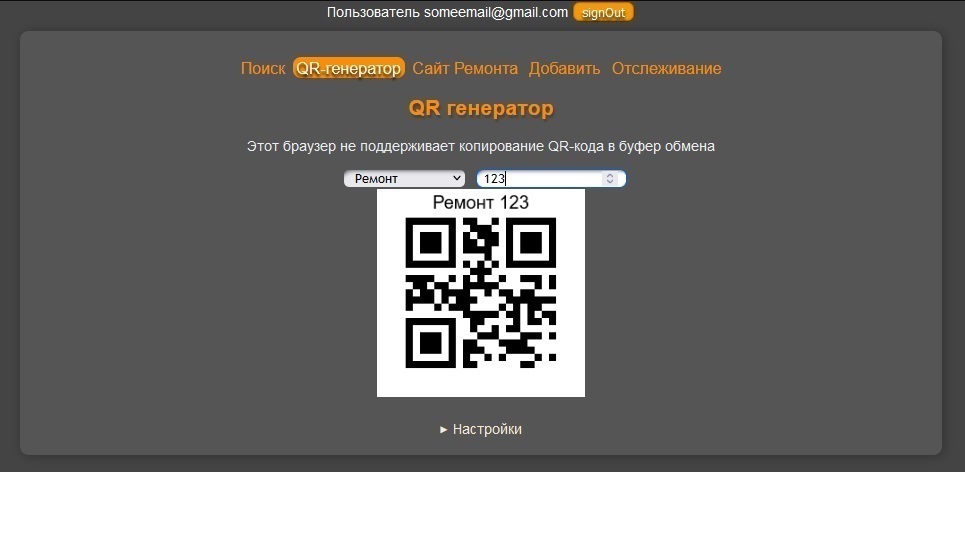 Пользователь someemail@gmail.com signOut
Поиск QR-генератор Сайт Ремонта Добавить Отслеживание
QR генератор
Этот браузер не поддерживает копирование QR-кода в буфер обмена
Ремонт 123
Ремонт 123
► Настройки